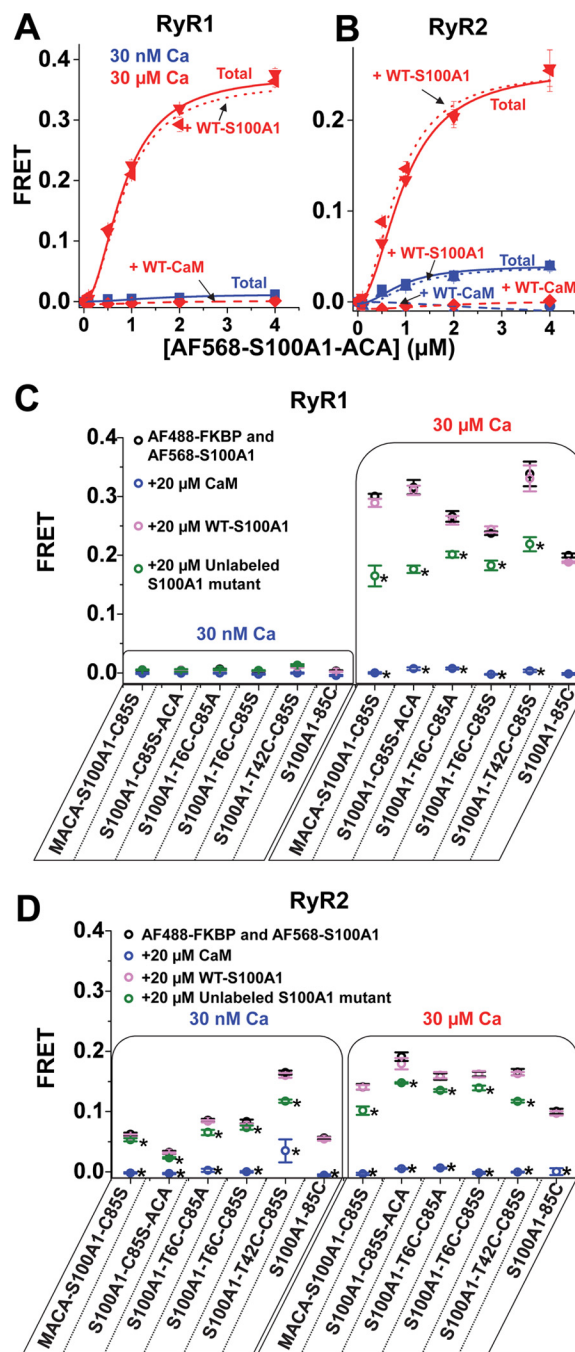 A
RyR1
B
RyR2
30 nM Ca
30 µM Ca
0.4
0.3
0.2
0.1
0.0
FRET
Total
+ WT-S100A1
+ WT-CaM
Total
0 1 2 3 4
0.2
0.1
0.0
+ WT-S100A1
Total
+ WT-S100A1
Total
+ WT-CaM
+ WT-CaM
0 1 2 3 4
[AF568-S100A1-ACA] (µM)
C
RyR1
30 µM Ca
FRET
0.4
0.3
0.2
0.1
0.0
AF488-FKBP and
AF568-S100A1
+20 µM CaM
+20 µM WT-S100A1
+20 µM Unlabeled
S100A1 mutant
30 nM Ca
* * * * *
* * * * * *
MACA-S100A1-C85S
S100A1-C85S-ACA
S100A1-T6C-C85A
S100A1-T6C-C85S
S100A1-T42C-C85S
S100A1-85C
MACA-S100A1-C85S
S100A1-C85S-ACA
S100A1-T6C-C85A
S100A1-T6C-C85S
S100A1-T42C-C85S
S100A1-85C
D
RyR2
FRET
0.4
0.3
0.2
0.1
0.0
AF488-FKBP and AF568-S100A1
+20 µM CaM
+20 µM WT-S100A1
+20 µM Unlabeled S100A1 mutant
30 nM Ca
30 µM Ca
* * * * *
* * * * * *
* * * * *
* * * * * *
MACA-S100A1-C85S
S100A1-C85S-ACA
S100A1-T6C-C85A
S100A1-T6C-C85S
S100A1-T42C-C85S
S100A1-85C
MACA-S100A1-C85S
S100A1-C85S-ACA
S100A1-T6C-C85A
S100A1-T6C-C85S
S100A1-T42C-C85S
S100A1-85C